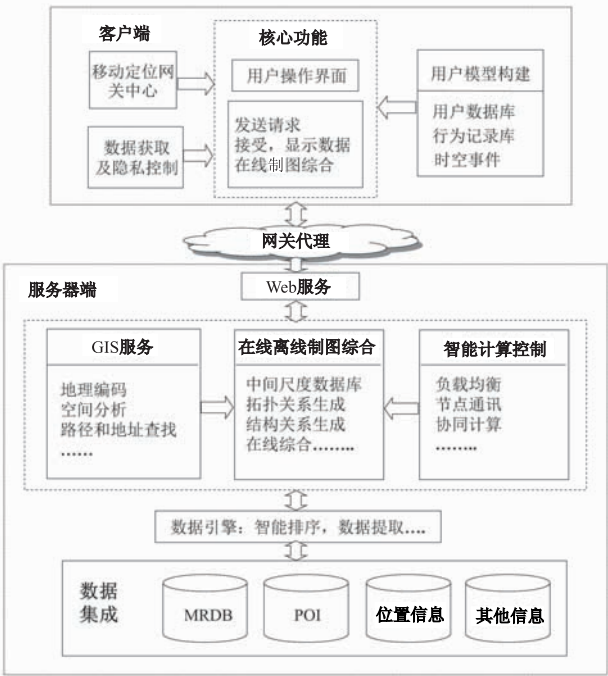 客户端
核心功能
移动定位网
关中心
用户操作界面
用户模型构建
数据获取
及隐私控制
发送请求
接受，显示数据
在线制图综合
用户数据库
行为记录库
时空事件
网关代理
服务器端
Web服务
GIS服务
地理编码
空间分析
路径和地址查找
……
在线离线制图综合
中间尺度数据库
拓扑关系生成
结构关系生成
在线综合……..
智能计算控制
负载均衡
节点通讯
协同计算
……..
数据引擎：智能排序，数据提取….
数据
集成
MRDB
POI
位置信息
其他信息